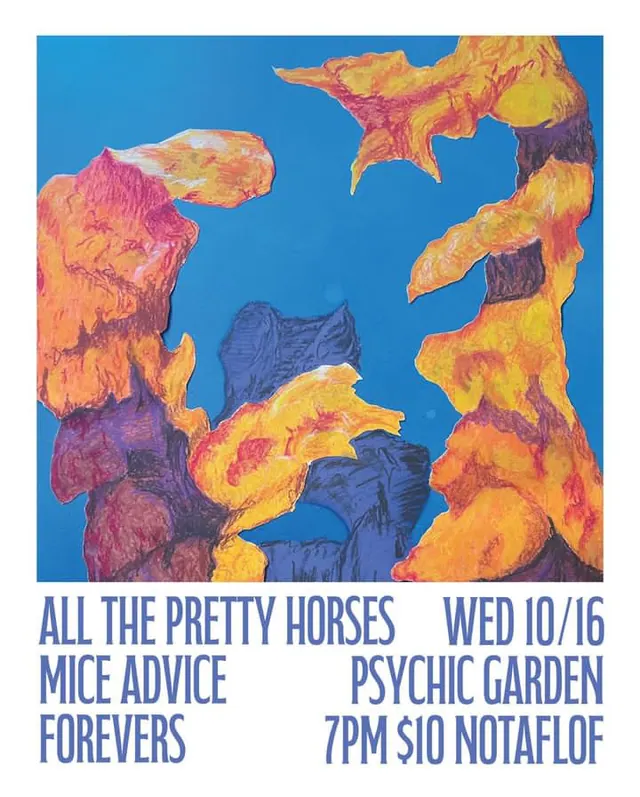 ALL THE PRETTY HORSES WED 10/16
MICE ADVICE PSYCHIC GARDEN
FOREVERS 7PM $10 NOTAFLOF